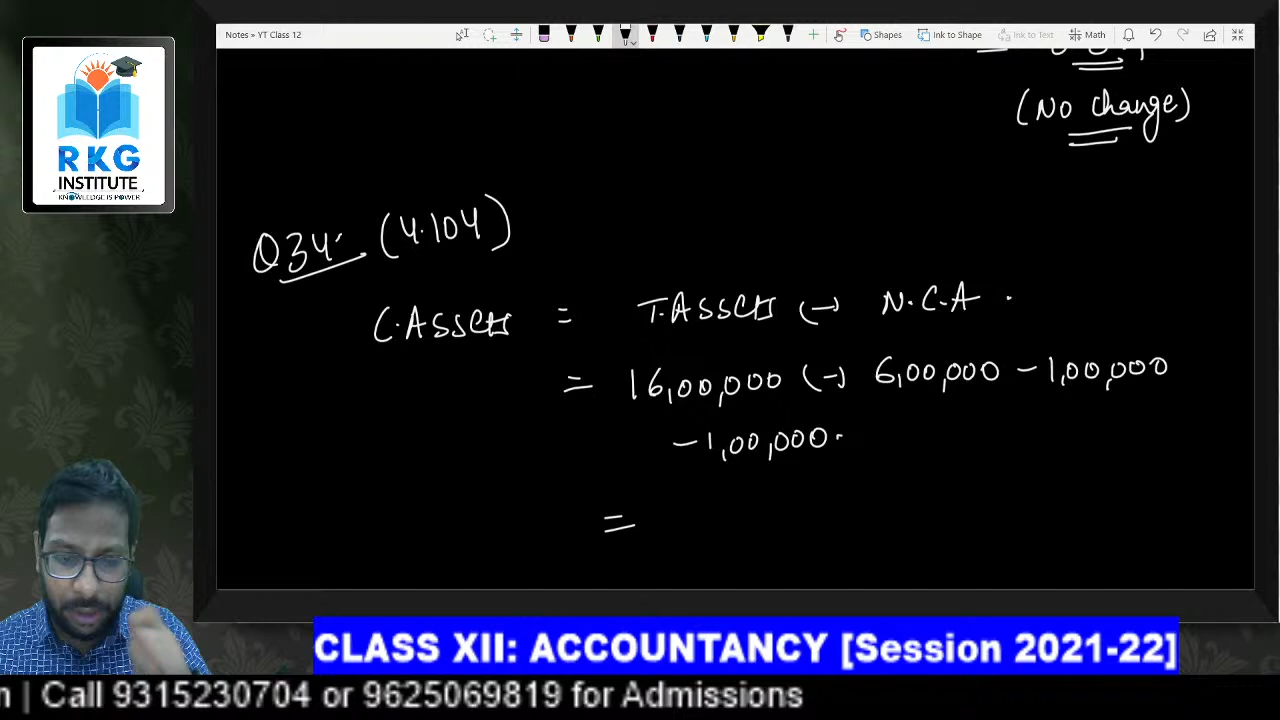 Notes » YT Class 12
Shapes
Ink to Shape
Ink to Text
Math
(No change)
RKG
INSTITUTE
KNOWLEDGE IS POWER
Q34. (4.104)
C.Assets = T.Assets (-) N.C.A.
= 16,00,000 (-) 6,00,000 - 1,00,000
- 1,00,000.
=
CLASS XII: ACCOUNTANCY [Session 2021-22]
| Call 9315230704 or 9625069819 for Admissions